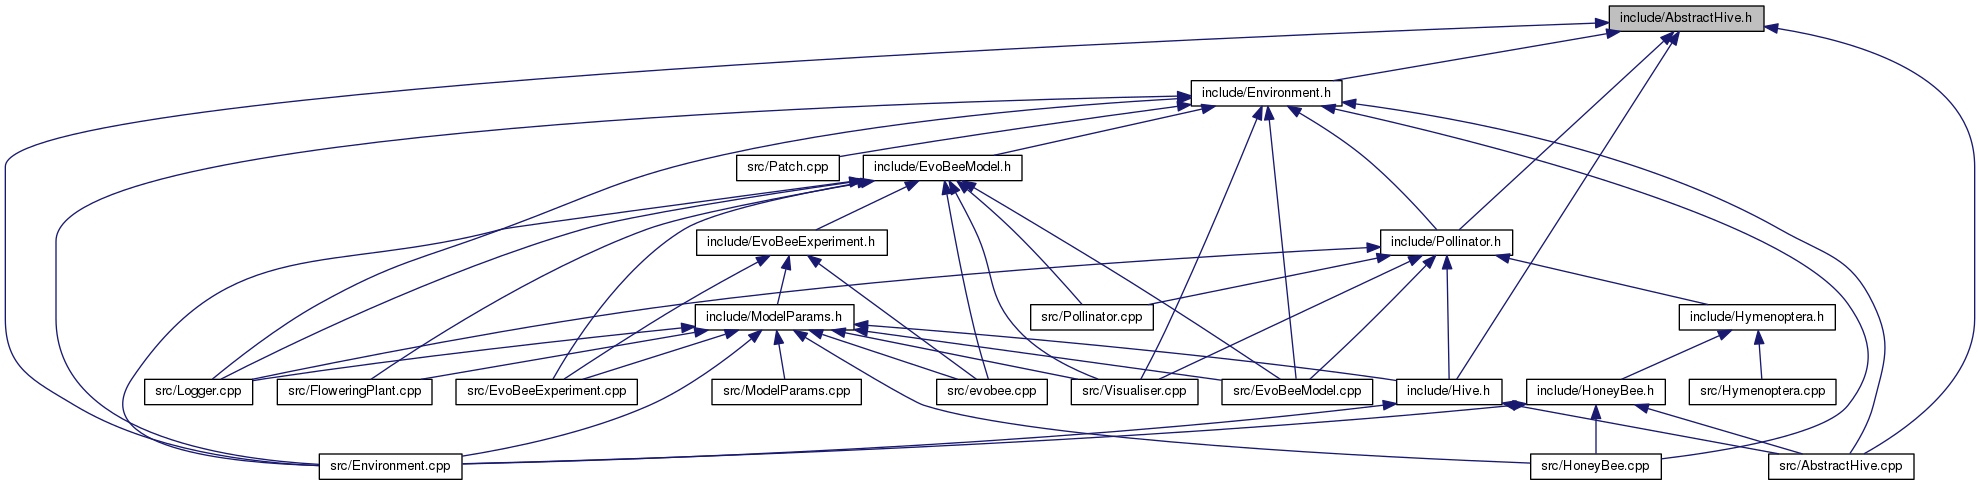 include/AbstractHive.h
include/Environment.h
src/Patch.cpp
include/EvoBeeModel.h
include/EvoBeeExperiment.h
include/Pollinator.h
include/ModelParams.h
src/Pollinator.cpp
include/Hymenoptera.h
src/Logger.cpp
src/FloweringPlant.cpp
src/EvoBeeExperiment.cpp
src/ModelParams.cpp
src/evobee.cpp
src/Visualiser.cpp
src/EvoBeeModel.cpp
include/Hive.h
include/HoneyBee.h
src/Hymenoptera.cpp
src/Environment.cpp
src/HoneyBee.cpp
src/AbstractHive.cpp